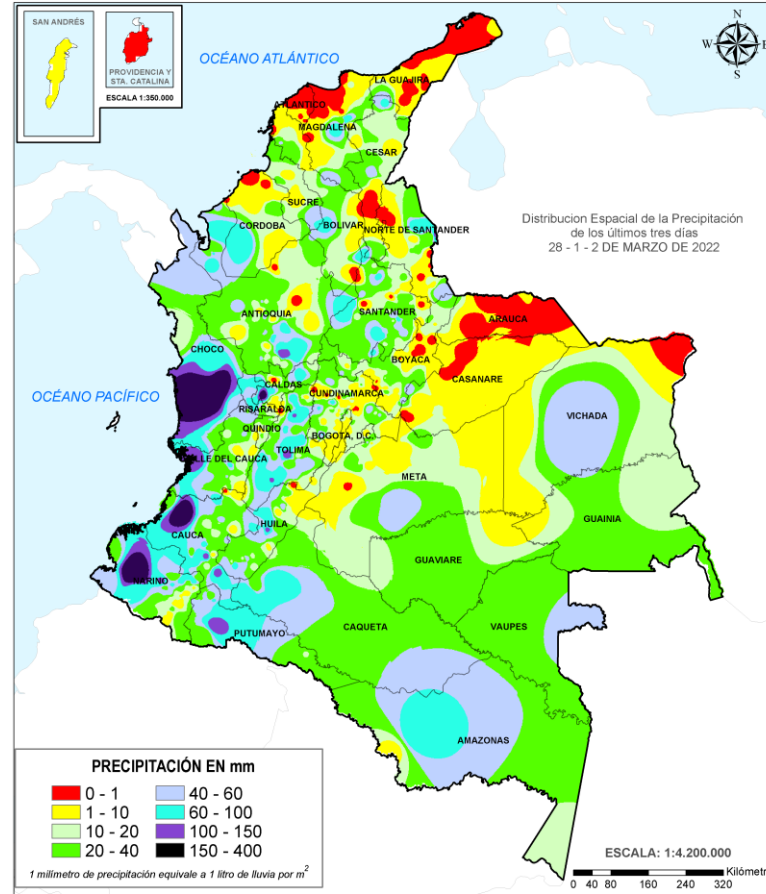 SAN ANDRÉS
PROVIDENCIA Y
STA. CATALINA
ESCALA 1:350.000
OCÉANO ATLÁNTICO
N
W
E
S
LA GUAJIRA
ATLANTICO
MAGDALENA
CESAR
SUCRE
CORDOBA
BOLIVAR
NORTE DE SANTANDER
Distribucion Espacial de la Precipitación
de los últimos tres días
28 - 1 - 2 DE MARZO DE 2022
ANTIOQUIA
SANTANDER
ARAUCA
CHOCO
BOYACA
CASANARE
OCÉANO PACÍFICO
CALDAS
CUNDINAMARCA
RISARALDA
VICHADA
QUINDIO
BOGOTA, D.C.
TOLIMA
VALLE DEL CAUCA
META
GUAINIA
CAUCA
HUILA
GUAVIARE
NARIÑO
PUTUMAYO
CAQUETA
VAUPES
AMAZONAS
PRECIPITACIÓN EN mm
0 - 1
40 - 60
1 - 10
60 - 100
10 - 20
100 - 150
20 - 40
150 - 400
1 milímetro de precipitación equivale a 1 litro de lluvia por m²
ESCALA: 1:4.200.000
Kilómet
0 40 80 160 240 320